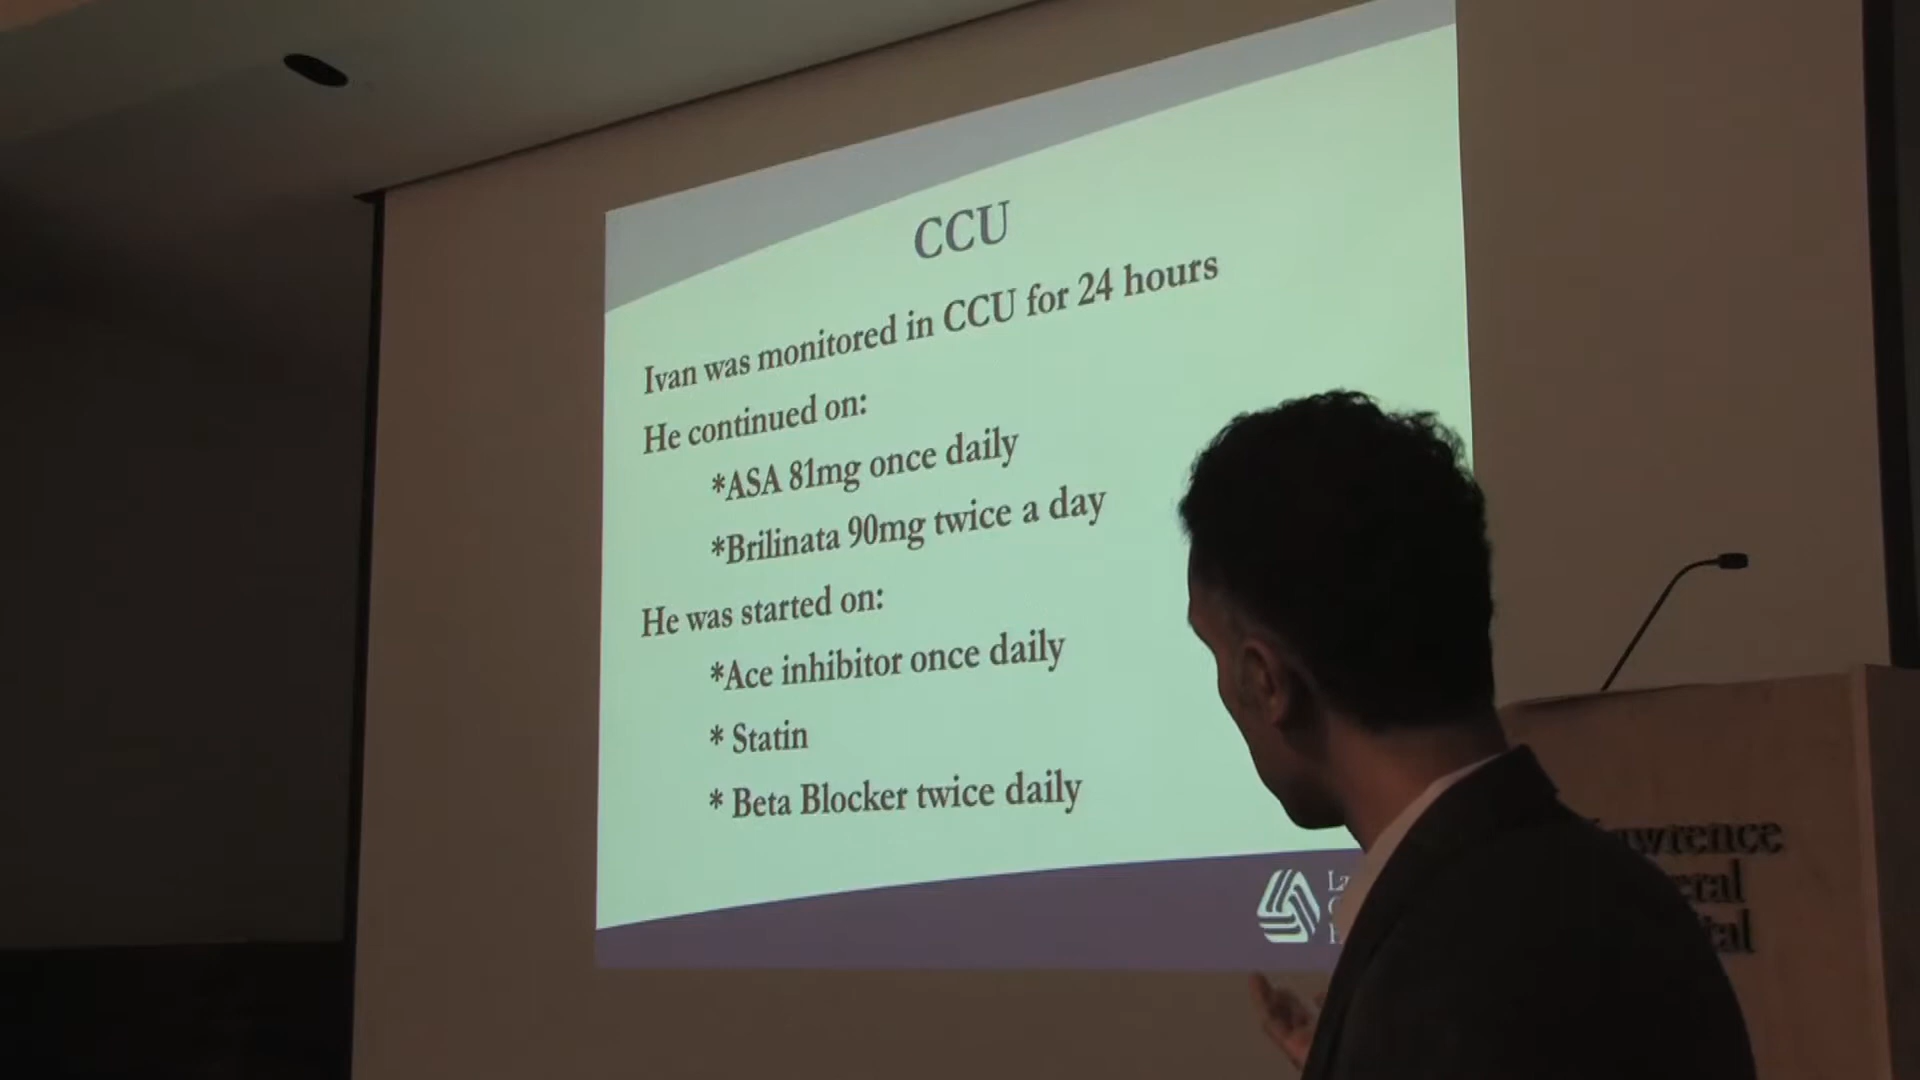 CCU
Ivan was monitored in CCU for 24 hours
He continued on:
*ASA 81mg once daily
*Brilinata 90mg twice a day
He was started on:
*Ace inhibitor once daily
* Statin
* Beta Blocker twice daily